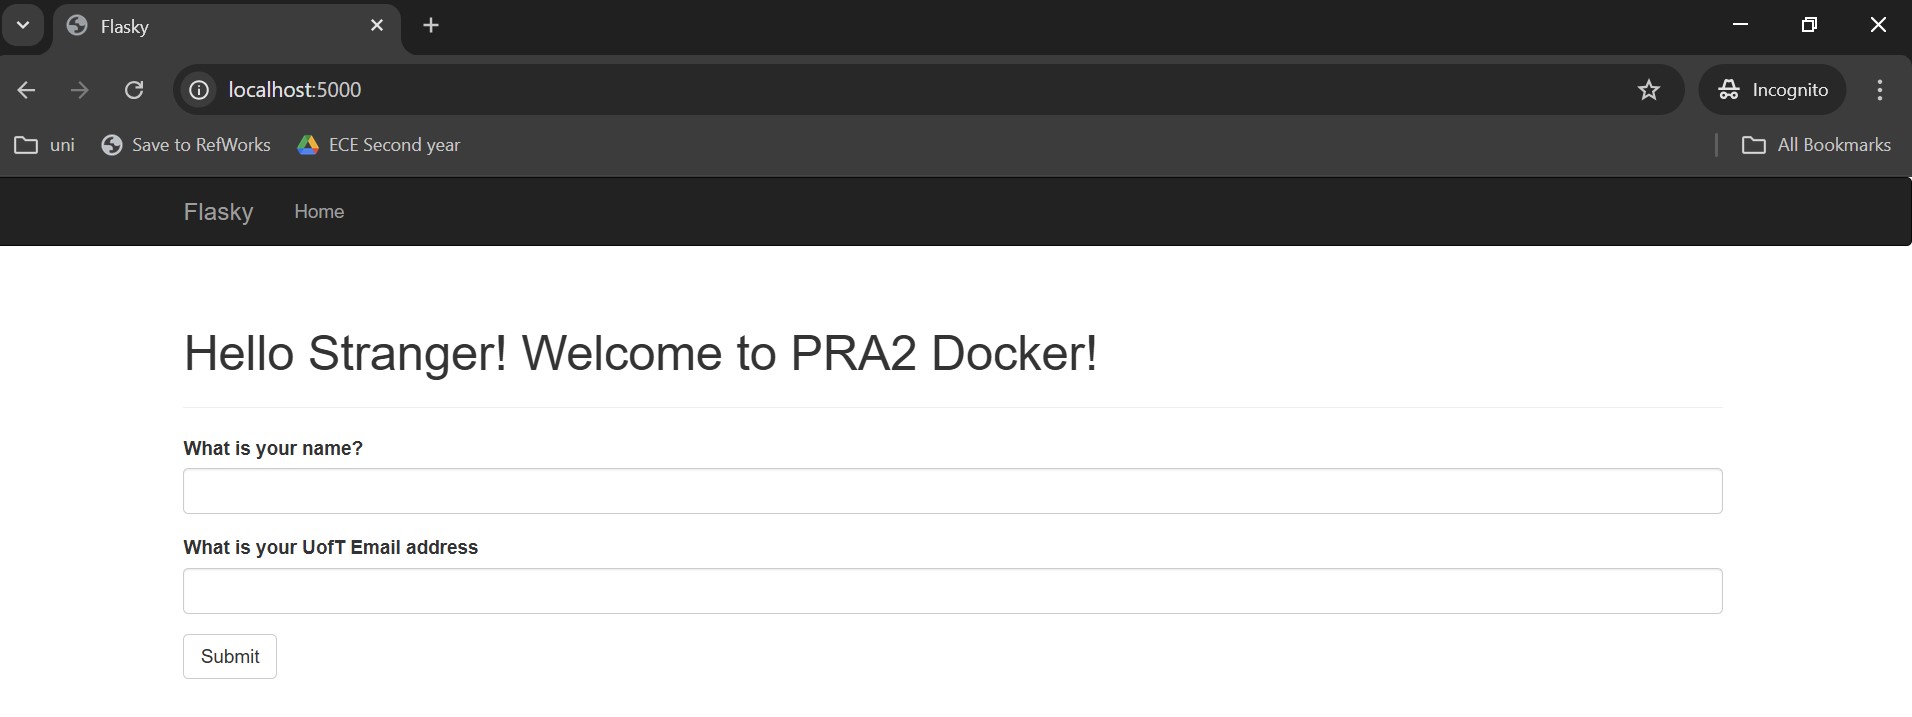 Flasky
localhost:5000
Incognito
uni Save to RefWorks ECE Second year All Bookmarks
Flasky Home
Hello Stranger! Welcome to PRA2 Docker!
What is your name?
What is your UofT Email address
Submit